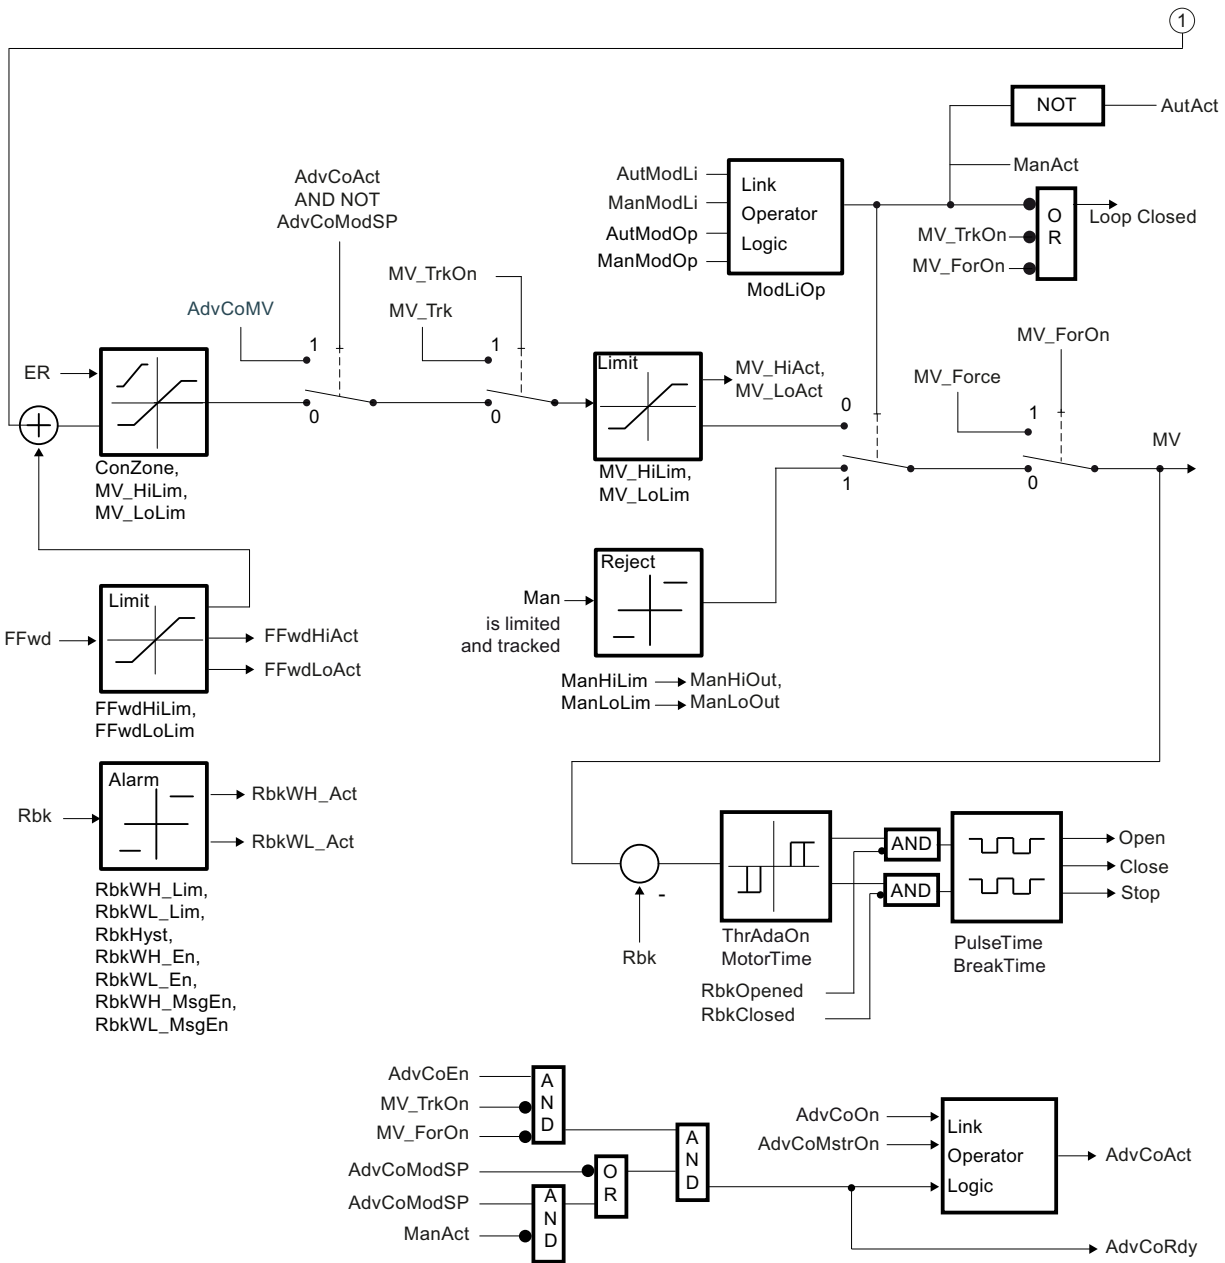 1
NOT
AutAct
ManAct
AutModLi
ManModLi
AutModOp
ManModOp
Link
Operator
Logic
ModLiOp
O
R
Loop Closed
MV_TrkOn
MV_ForOn
AdvCoAct
AND NOT
AdvCoModSP
MV_TrkOn
AdvCoMV
MV_Trk
1
0
1
0
ER
+
ConZone,
MV_HiLim,
MV_LoLim
Limit
MV_HiAct,
MV_LoAct
MV_HiLim,
MV_LoLim
0
1
MV_Force
MV_ForOn
1
0
MV
Limit
FFwd
FFwdHiAct
FFwdLoAct
FFwdHiLim,
FFwdLoLim
Reject
Man
is limited
and tracked
ManHiLim
ManHiOut,
ManLoLim
ManLoOut
Alarm
Rbk
RbkWH_Act
RbkWL_Act
RbkWH_Lim,
RbkWL_Lim,
RbkHyst,
RbkWH_En,
RbkWL_En,
RbkWH_MsgEn,
RbkWL_MsgEn
-
Rbk
ThrAdaOn
MotorTime
RbkOpened
RbkClosed
AND
AND
PulseTime
BreakTime
Open
Close
Stop
AdvCoEn
MV_TrkOn
MV_ForOn
A
N
D
AdvCoModSP
AdvCoModSP
ManAct
A
N
D
O
R
A
N
D
AdvCoOn
AdvCoMstrOn
Link
Operator
Logic
AdvCoAct
AdvCoRdy